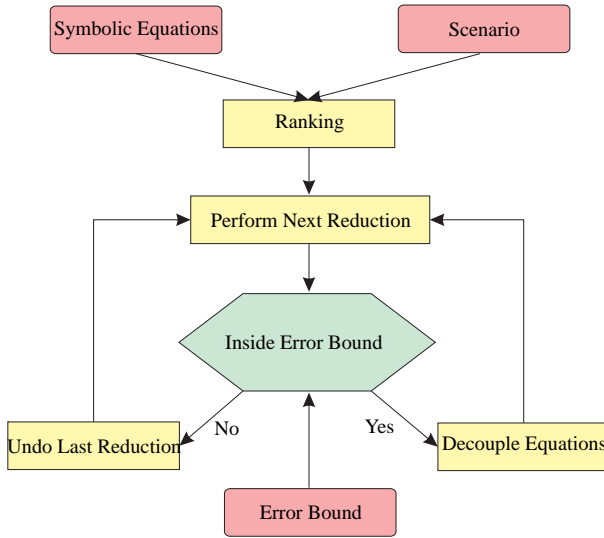 Symbolic Equations
Scenario
Ranking
Perform Next Reduction
Inside Error Bound
No
Yes
Undo Last Reduction
Decouple Equations
Error Bound